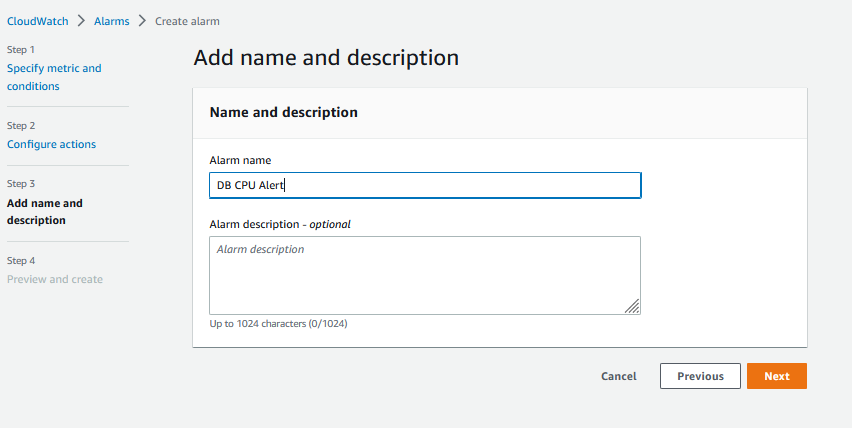 CloudWatch > Alarms > Create alarm
Step 1
Specify metric and
conditions
Step 2
Configure actions
Step 3
Add name and
description
Step 4
Preview and create
Add name and description
Name and description
Alarm name
DB CPU Alert
Alarm description - optional
Alarm description
Up to 1024 characters (0/1024)
Cancel
Previous
Next